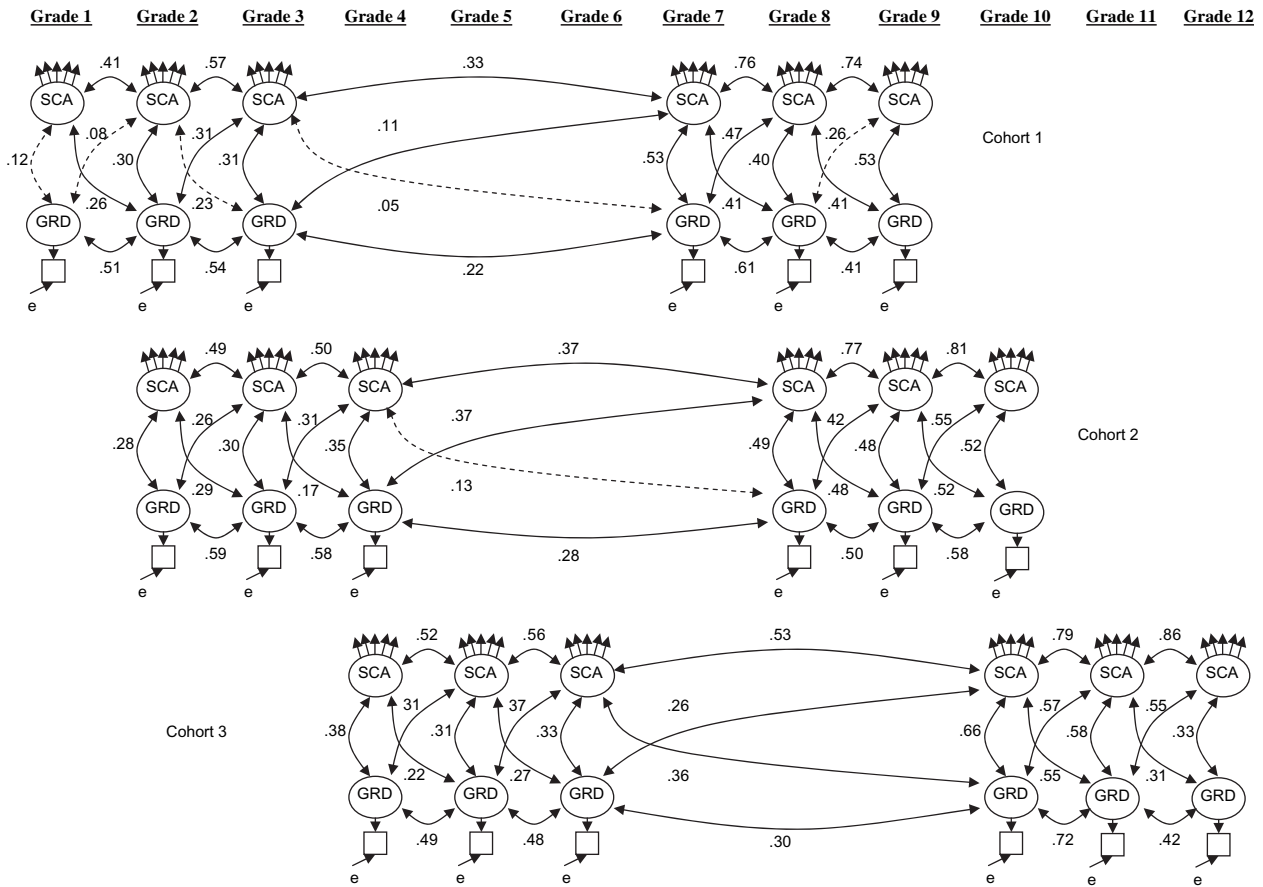 Grade 1 Grade 2 Grade 3 Grade 4 Grade 5 Grade 6 Grade 7 Grade 8 Grade 9 Grade 10 Grade 11 Grade 12
.41 .57 .33 .76 .74
SCA SCA SCA SCA SCA SCA
.08 .31 .11 .47 .26
Cohort 1
.12 .30 .31 .53 .40 .53
.26 .23 .05 .41 .41
GRD GRD GRD GRD GRD GRD
.51 .54 .22 .61 .41
e e e e e e
.49 .50 .37 .77 .81
SCA SCA SCA SCA SCA SCA
.26 .31 .37 42 .55
Cohort 2
.28 .30 .35 .49 .48 .52
.29 .17 .13 .48 .52
GRD GRD GRD GRD GRD GRD
.59 .58 .28 .50 .58
e e e e e e
.52 .56 .53 .79 .86
SCA SCA SCA SCA SCA SCA
.31 .37 .26 .57 .55
Cohort 3
.38 .31 .33 .66 .58 .33
.22 .27 .36 .55 .31
GRD GRD GRD GRD GRD GRD
.49 .48 .30 .72 .42
e e e e e e